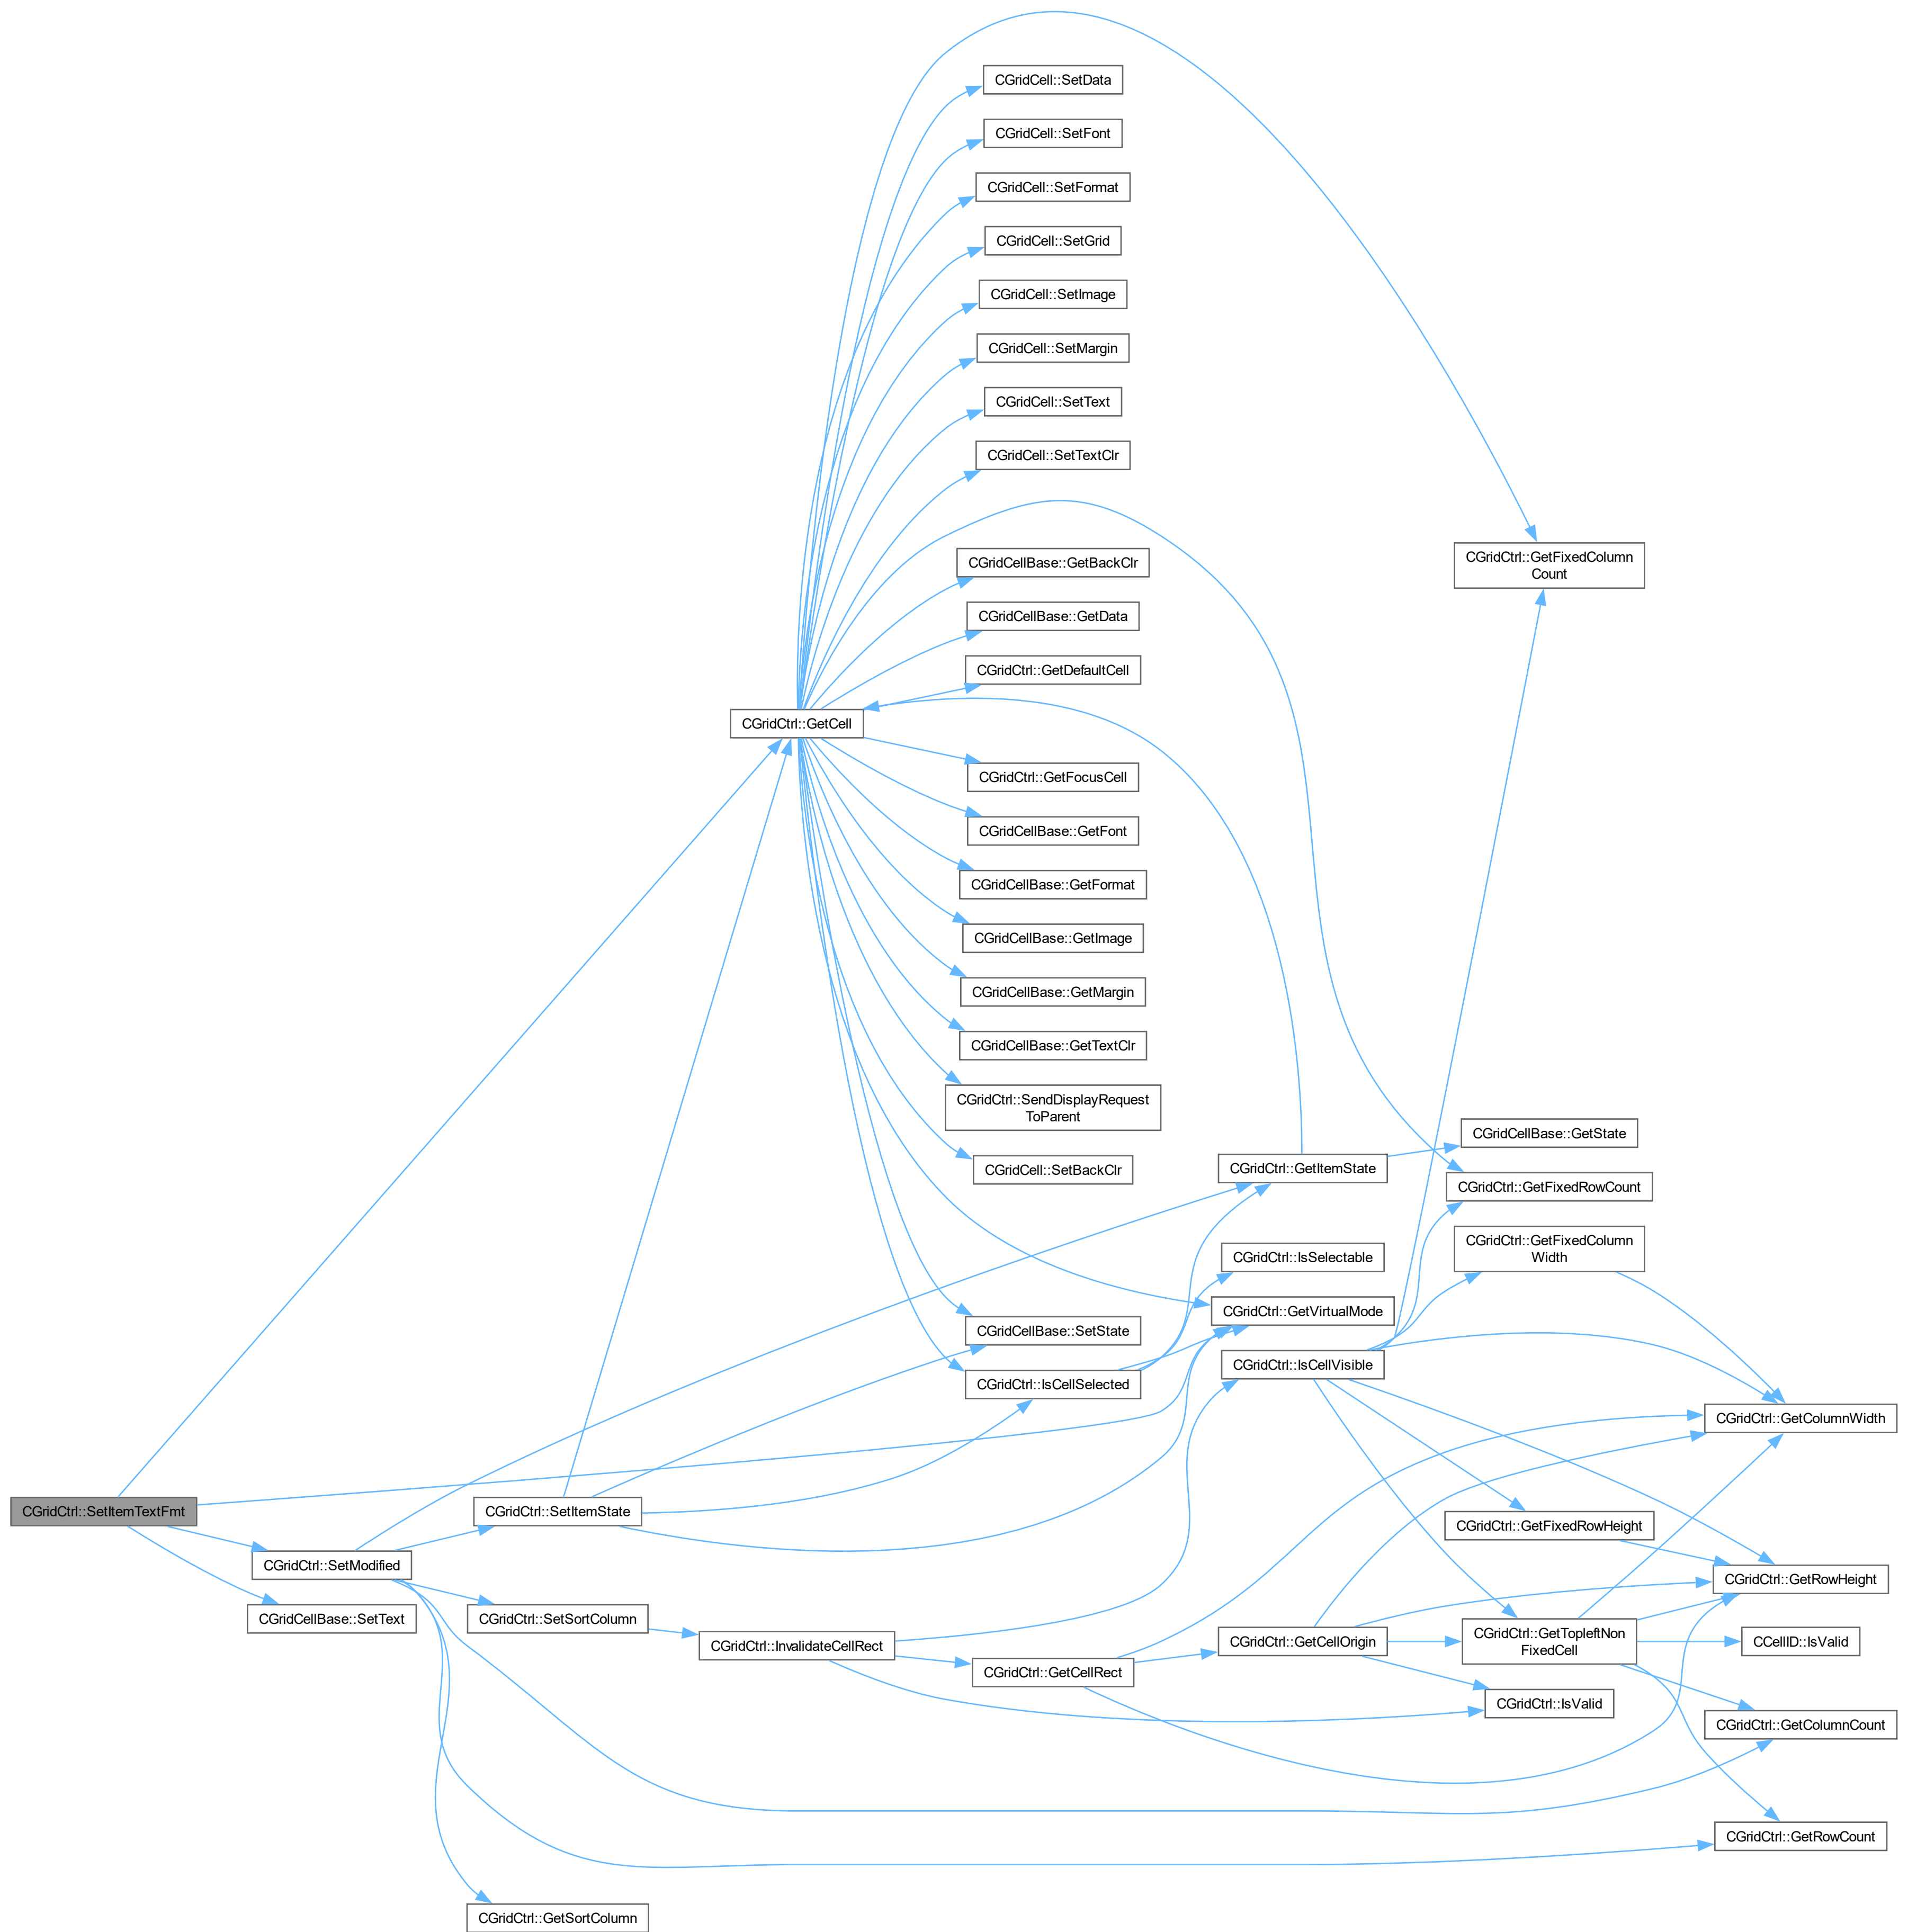 CGridCell::SetData
CGridCell::SetFont
CGridCell::SetFormat
CGridCell::SetGrid
CGridCell::SetImage
CGridCell::SetMargin
CGridCell::SetText
CGridCell::SetTextClr
CGridCtrl::GetFixedColumn
Count
CGridCellBase::GetBackClr
CGridCellBase::GetData
CGridCtrl::GetDefaultCell
CGridCtrl::GetCell
CGridCtrl::GetFocusCell
CGridCellBase::GetFont
CGridCellBase::GetFormat
CGridCellBase::GetImage
CGridCellBase::GetMargin
CGridCellBase::GetTextClr
CGridCtrl::SendDisplayRequest
ToParent
CGridCell::SetBackClr
CGridCellBase::GetState
CGridCtrl::GetItemState
CGridCtrl::GetFixedRowCount
CGridCtrl::GetFixedColumn
Width
CGridCtrl::IsSelectable
CGridCtrl::GetVirtualMode
CGridCellBase::SetState
CGridCtrl::IsCellVisible
CGridCtrl::IsCellSelected
CGridCtrl::GetColumnWidth
CGridCtrl::SetItemTextFmt
CGridCtrl::SetItemState
CGridCtrl::GetFixedRowHeight
CGridCtrl::SetModified
CGridCtrl::GetRowHeight
CGridCellBase::SetText
CGridCtrl::SetSortColumn
CGridCtrl::InvalidateCellRect
CGridCtrl::GetCellOrigin
CGridCtrl::GetTopleftNon
FixedCell
CCellID::IsValid
CGridCtrl::GetCellRect
CGridCtrl::IsValid
CGridCtrl::GetColumnCount
CGridCtrl::GetRowCount
CGridCtrl::GetSortColumn